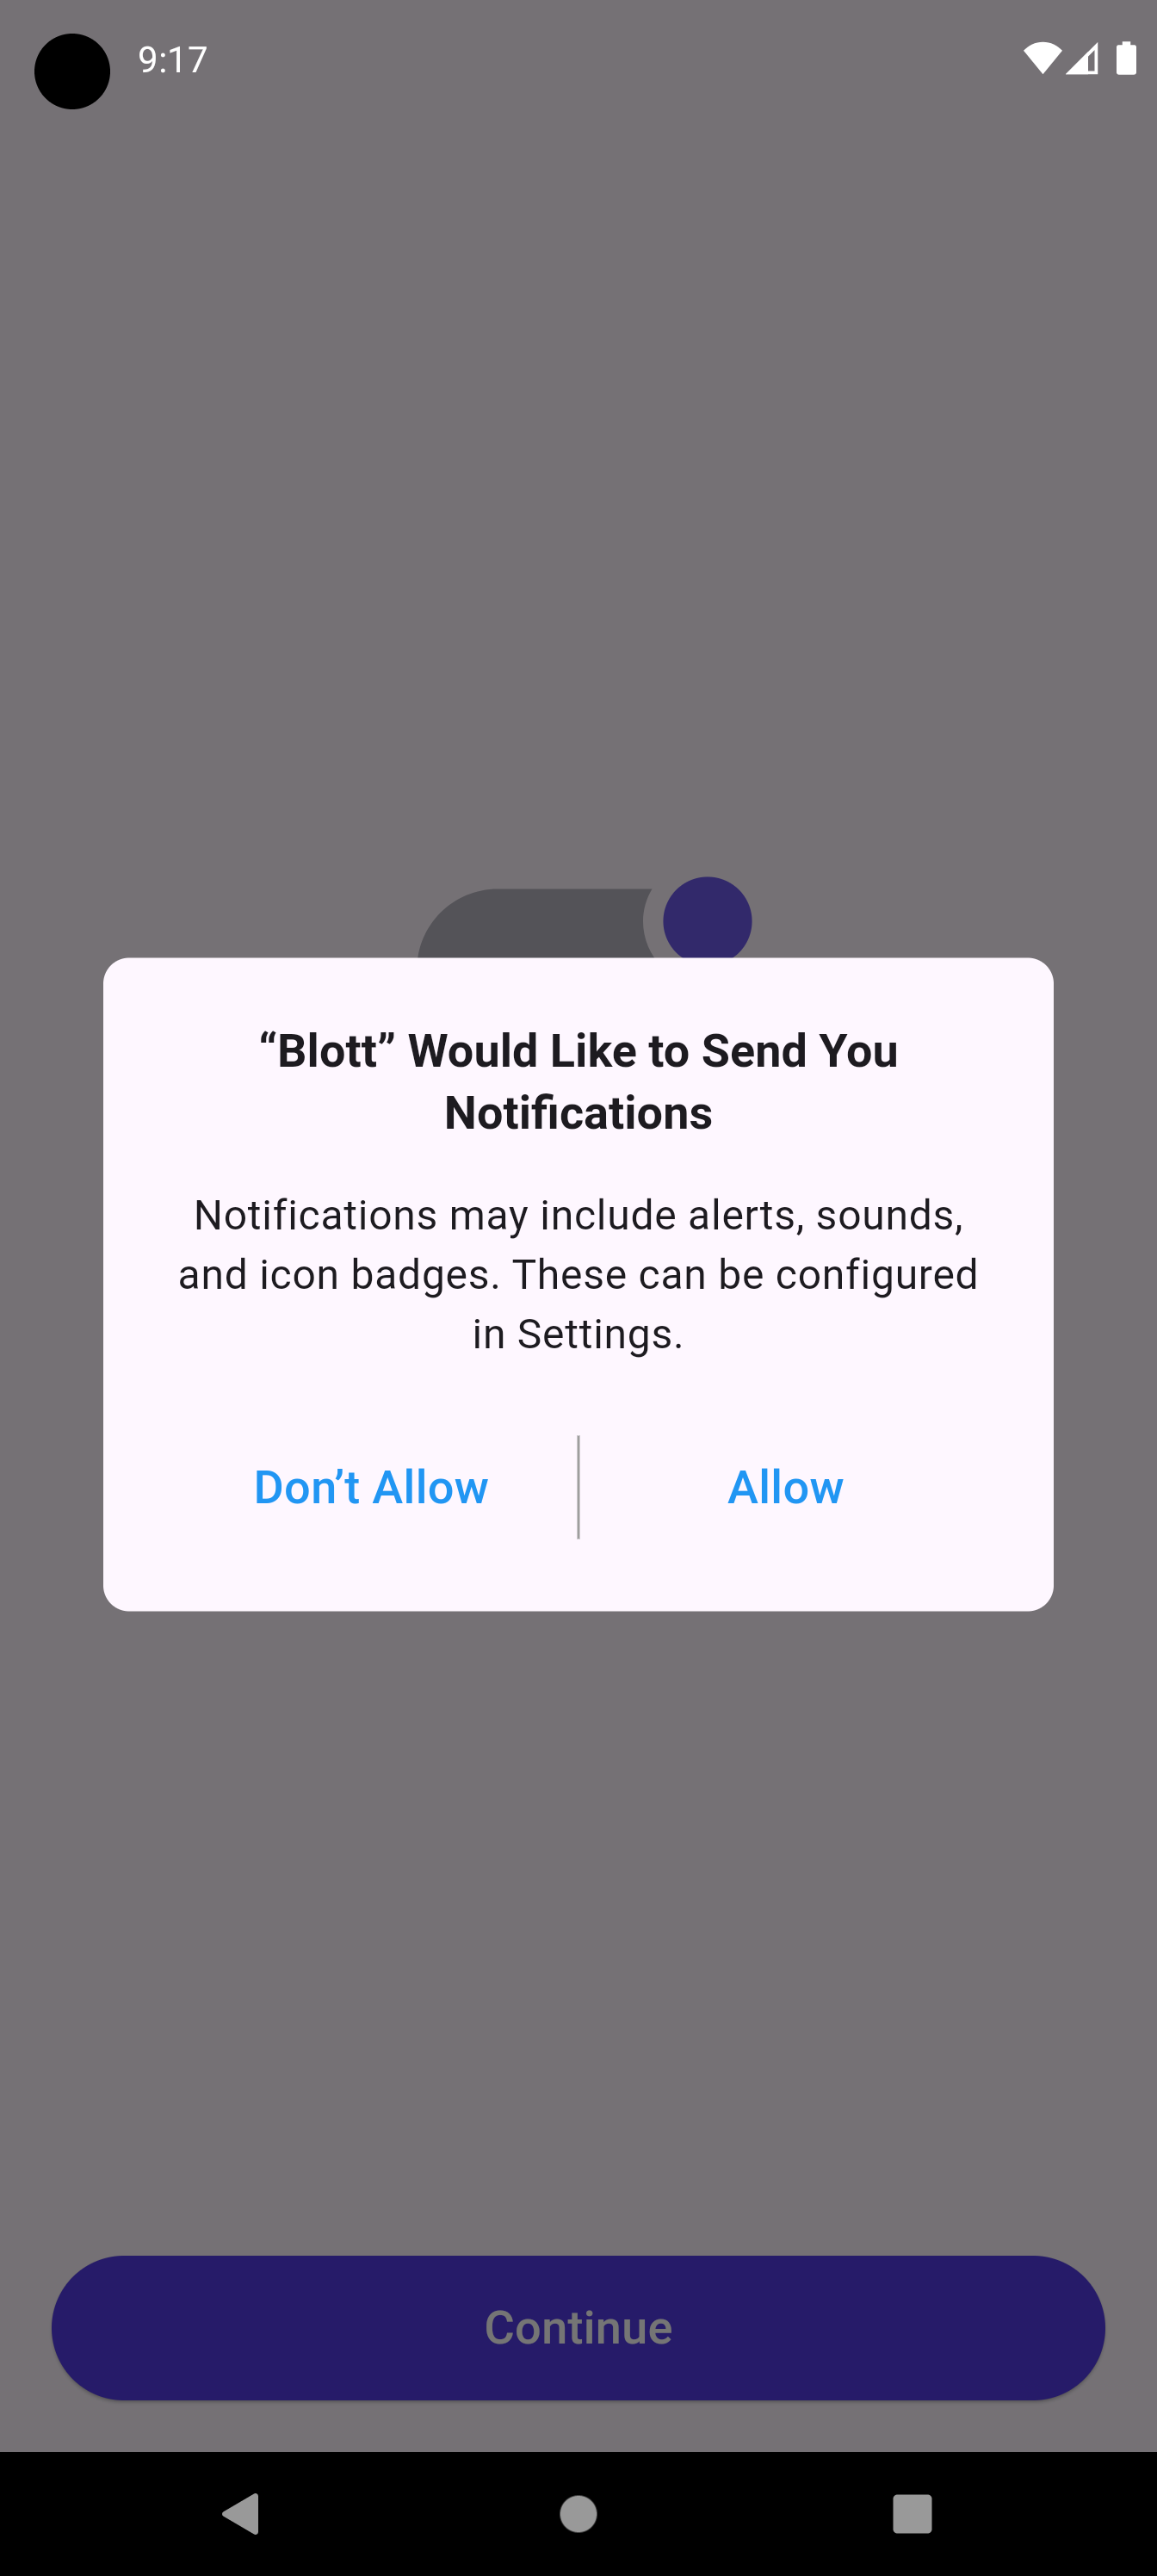 9:17
“Blott” Would Like to Send You
Notifications
Notifications may include alerts, sounds,
and icon badges. These can be configured
in Settings.
Don’t Allow
Allow
Continue